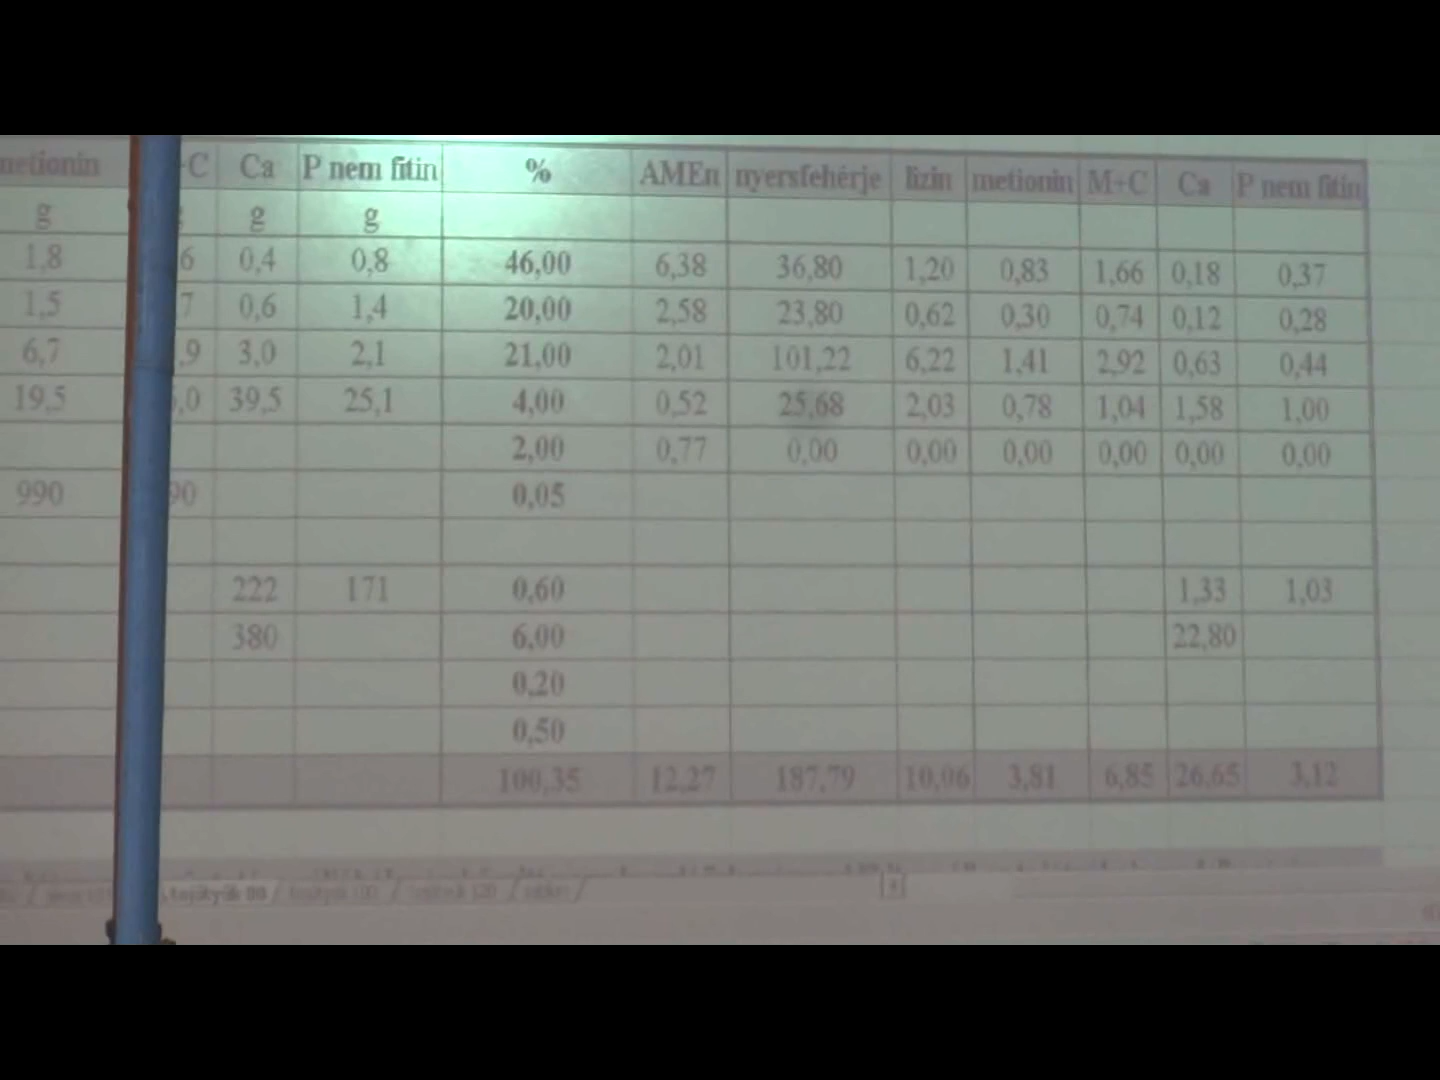 metionin +C Ca P nem fitin % AMEn nyersfehérje lizin metionin M+C Ca P nem fitin
g g g
1,8 6 0,4 0,8 46,00 6,38 36,80 1,20 0,83 1,66 0,18 0,37
1,5 7 0,6 1,4 20,00 2,58 23,80 0,62 0,30 0,74 0,12 0,28
6,7 ,9 3,0 2,1 21,00 2,01 101,22 6,22 1,41 2,92 0,63 0,44
19,5 ,0 39,5 25,1 4,00 0,52 25,68 2,03 0,78 1,04 1,58 1,00
2,00 0,77 0,00 0,00 0,00 0,00 0,00 0,00
990 90 0,05
222 171 0,60 1,33 1,03
380 6,00 22,80
0,20
0,50
100,35 12,27 187,79 10,06 3,81 6,85 26,65 3,12